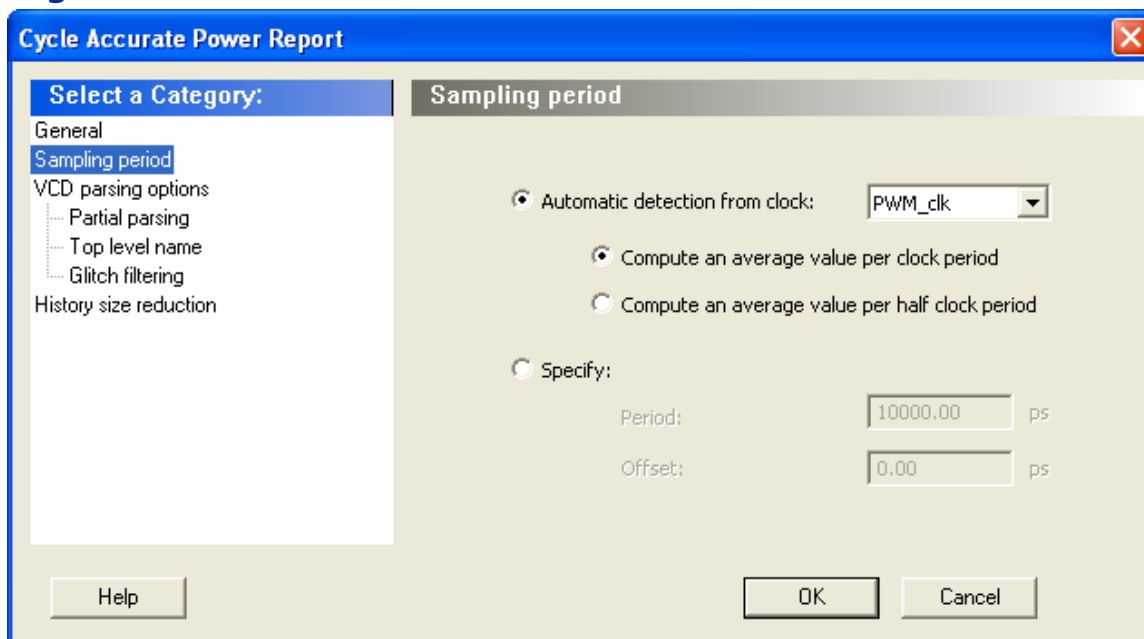 Cycle Accurate Power Report
Select a Category:
General
Sampling period
VCD parsing options
Partial parsing
Top level name
Glitch filtering
History size reduction
Sampling period
Automatic detection from clock: PWM_clk
Compute an average value per clock period
Compute an average value per half clock period
Specify:
Period: 10000.00 ps
Offset: 0.00 ps
Help
OK
Cancel